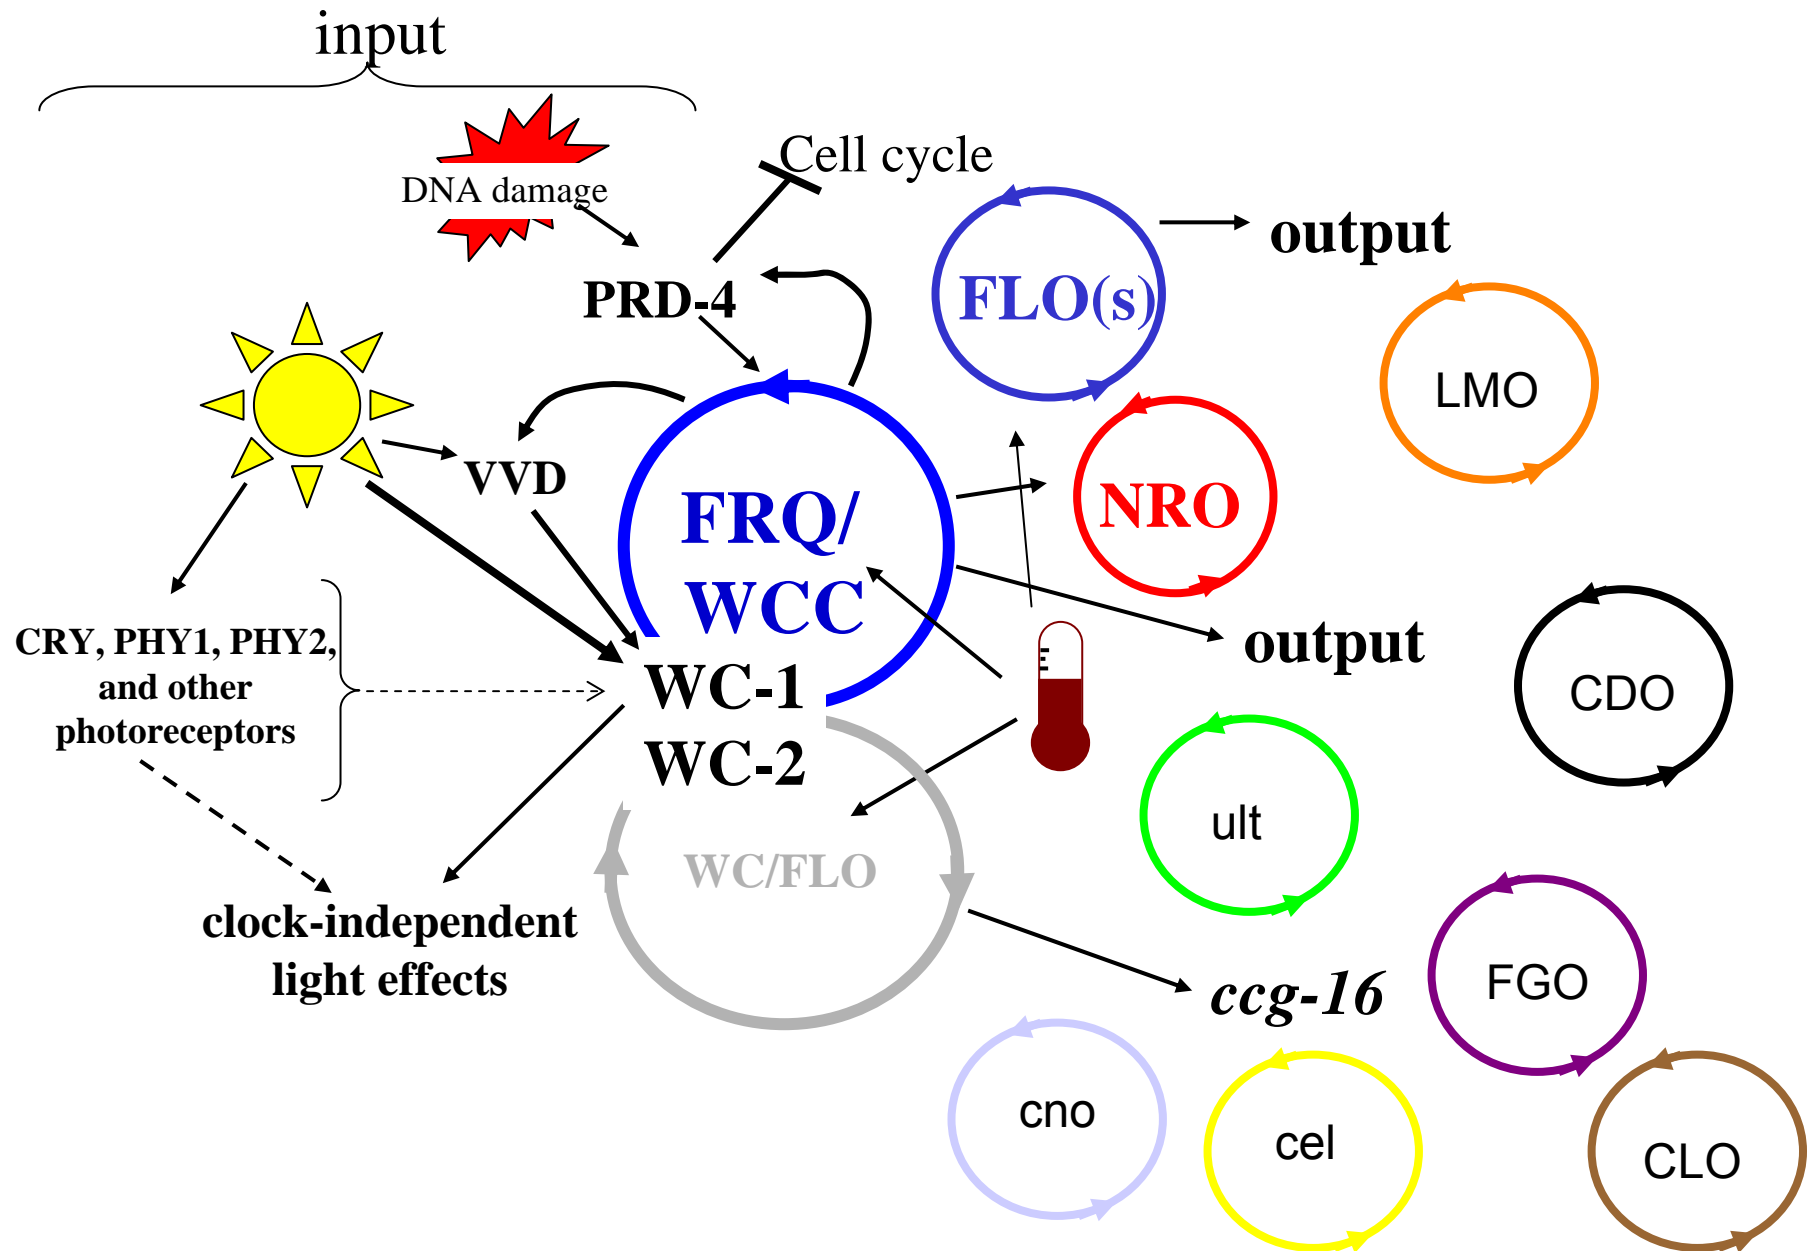 input
Cell cycle
DNA damage
PRD-4
FLO(s)
output
LMO
VVD
FRQ/
WCC
NRO
CRY, PHY1, PHY2,
and other
photoreceptors
WC-1
WC-2
output
CDO
ult
WC/FLO
clock-independent
light effects
ccg-16
FGO
cno
cel
CLO